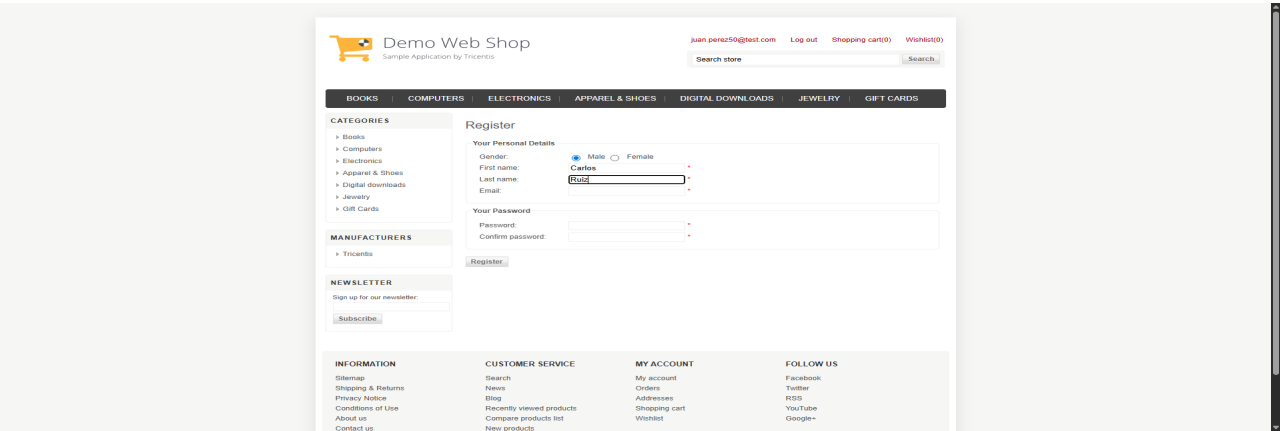 Demo Web Shop
Sample Application by Tricentis
juan.perez50@test.com Log out Shopping cart(0) Wishlist(0)
Search store Search
BOOKS | COMPUTERS | ELECTRONICS | APPAREL & SHOES | DIGITAL DOWNLOADS | JEWELRY | GIFT CARDS
CATEGORIES
Books
Computers
Electronics
Apparel & Shoes
Digital downloads
Jewelry
Gift Cards
MANUFACTURERS
Tricentis
NEWSLETTER
Sign up for our newsletter:
Subscribe
Register
Your Personal Details
Gender: Male Female
First name: Carlos *
Last name: Ruiz *
Email: *
Your Password
Password: *
Confirm password: *
Register
INFORMATION
Sitemap
Shipping & Returns
Privacy Notice
Conditions of Use
About us
Contact us
CUSTOMER SERVICE
Search
News
Blog
Recently viewed products
Compare products list
New products
MY ACCOUNT
My account
Orders
Addresses
Shopping cart
Wishlist
FOLLOW US
Facebook
Twitter
RSS
YouTube
Google+